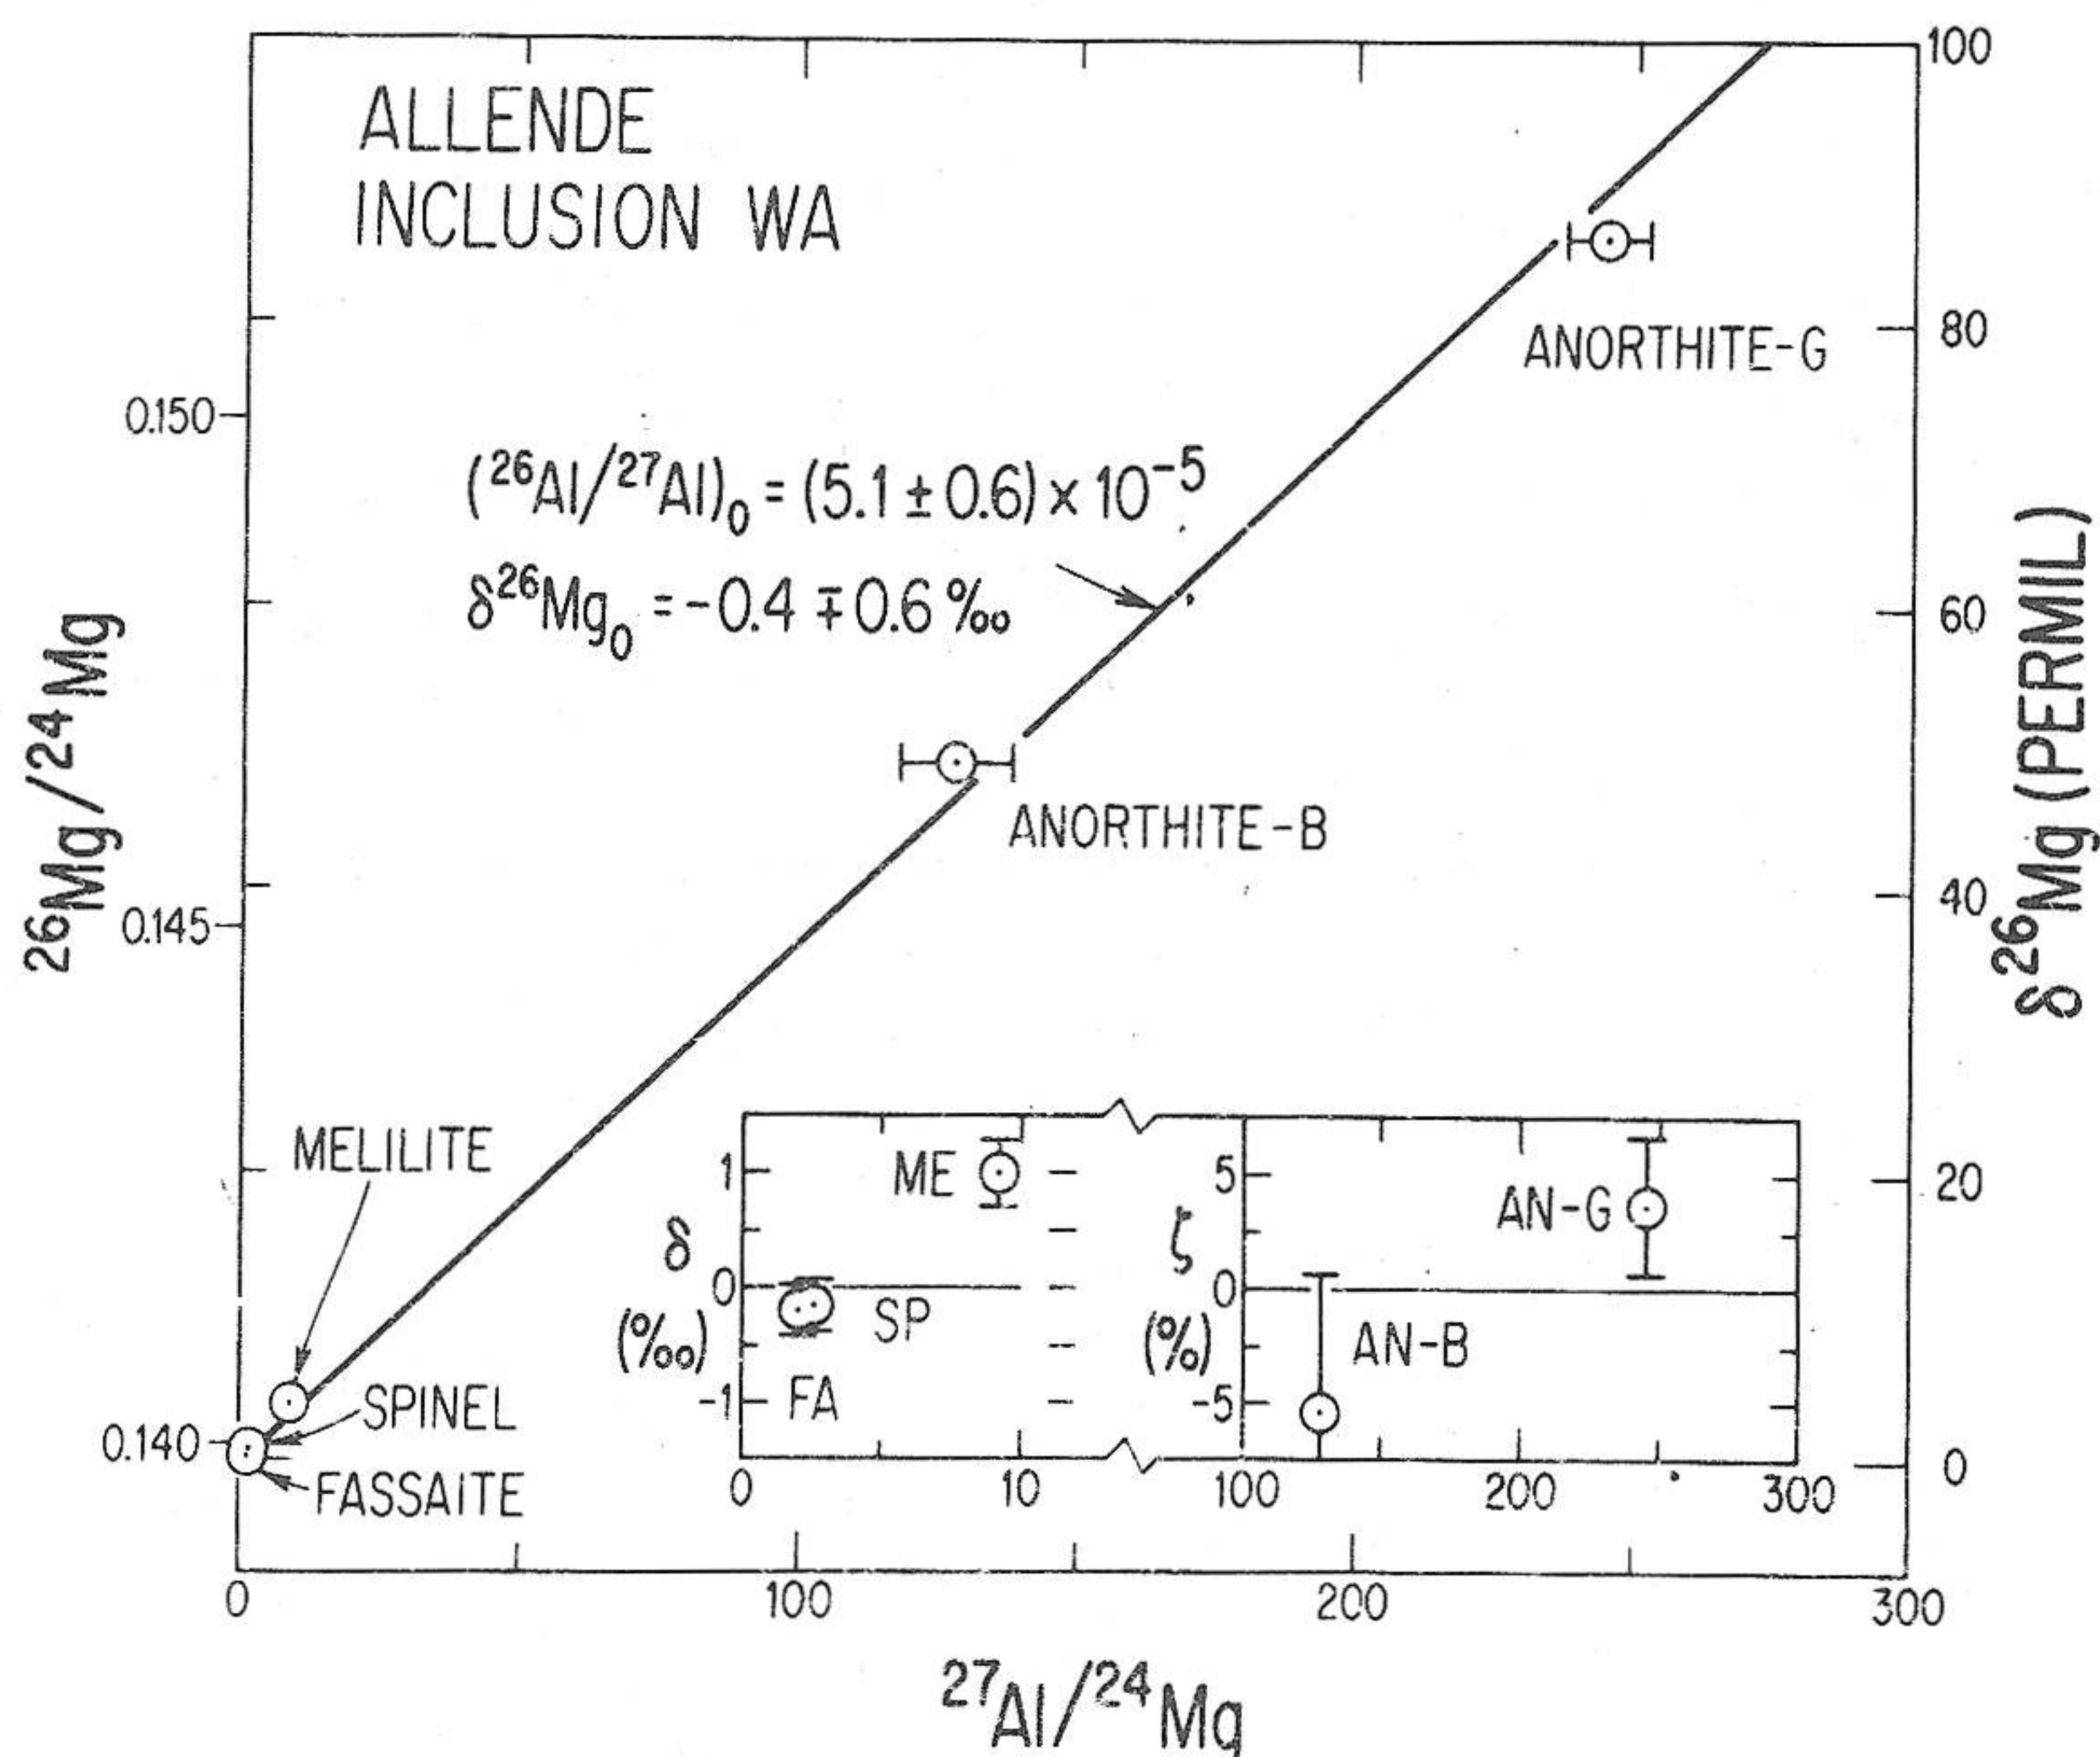 ALLENDE
INCLUSION WA
100
80
60
40
20
0
δ²⁶Mg (PERMIL)
0.150
0.145
0.140
²⁶Mg/²⁴Mg
ANORTHITE-G
(²⁶Al/²⁷Al)₀ = (5.1 ± 0.6) × 10⁻⁵
δ²⁶Mg₀ = -0.4 ∓ 0.6 ‰
ANORTHITE-B
MELILITE
SPINEL
FASSAITE
1
0
-1
δ
(‰)
ME
SP
FA
0
10
5
0
-5
ζ
(%)
AN-G
AN-B
100
200
300
0
100
200
300
²⁷Al/²⁴Mg